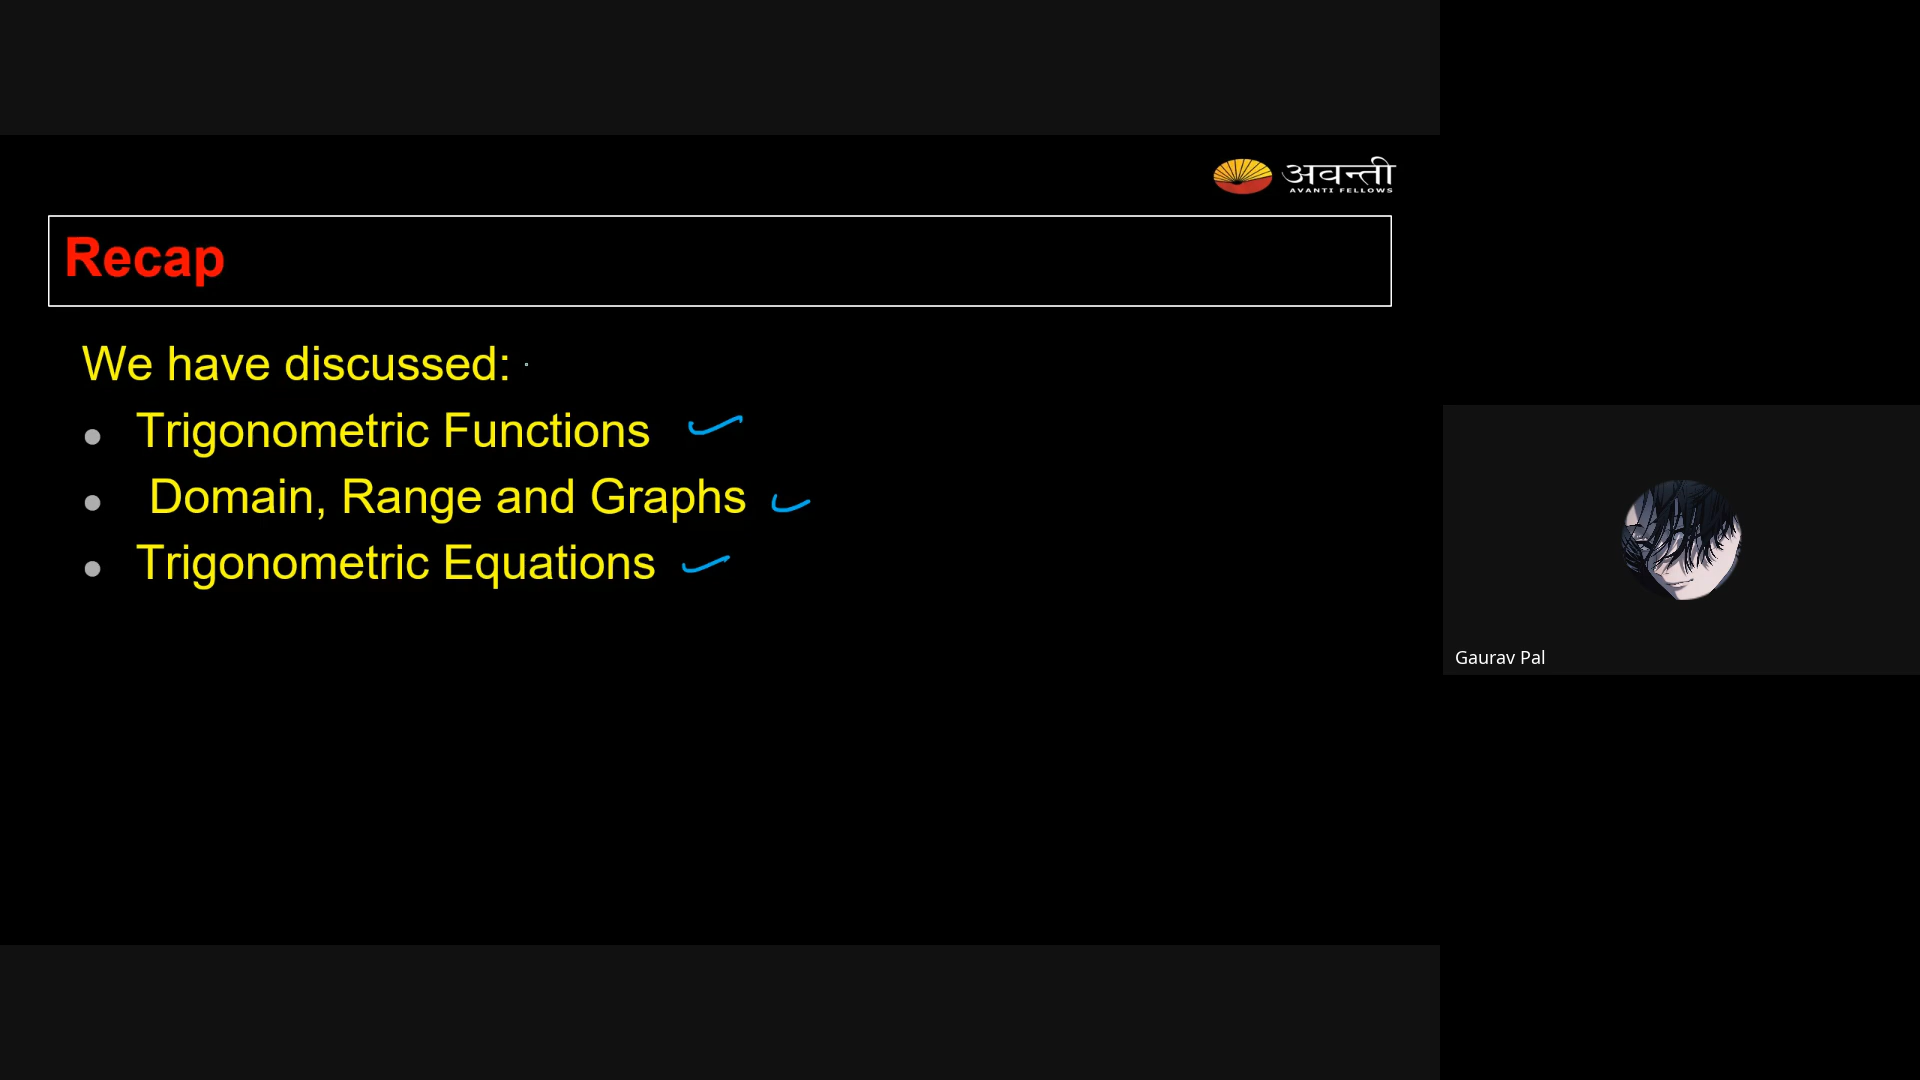 अवन्ती
AVANTI FELLOWS
Recap
We have discussed:
● Trigonometric Functions
● Domain, Range and Graphs
● Trigonometric Equations
Gaurav Pal